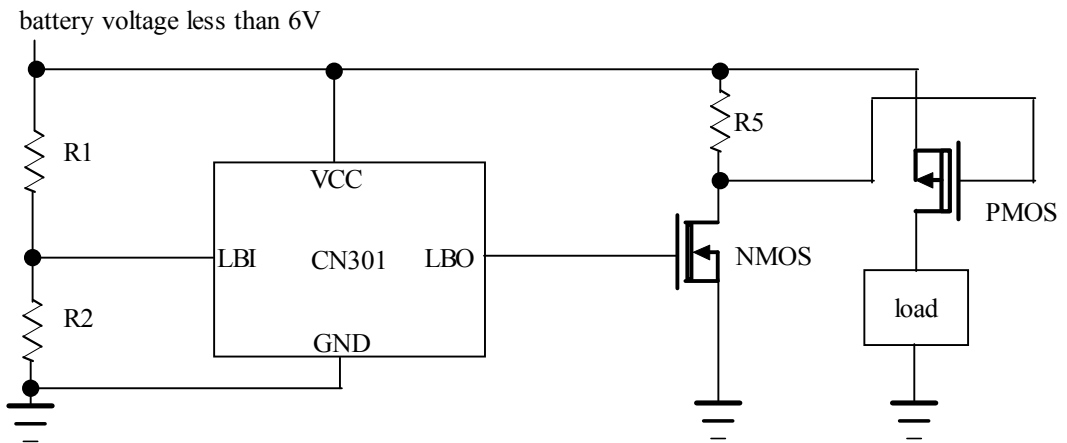 battery voltage less than 6V
R1
R5
VCC
PMOS
LBI
CN301
LBO
NMOS
R2
load
GND